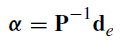 α = P⁻¹dₑ